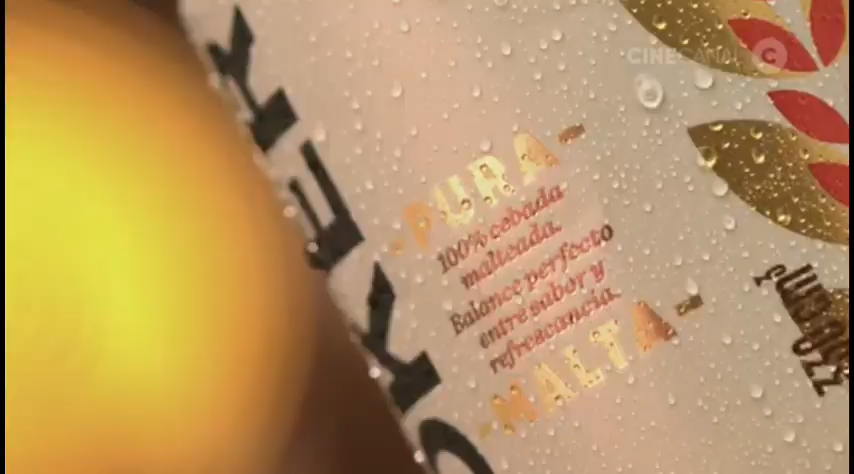 CINECANAL
-PURA-
100% cebada
malteada.
Balance perfecto
entre sabor y
refrescancia.
-MALTA-